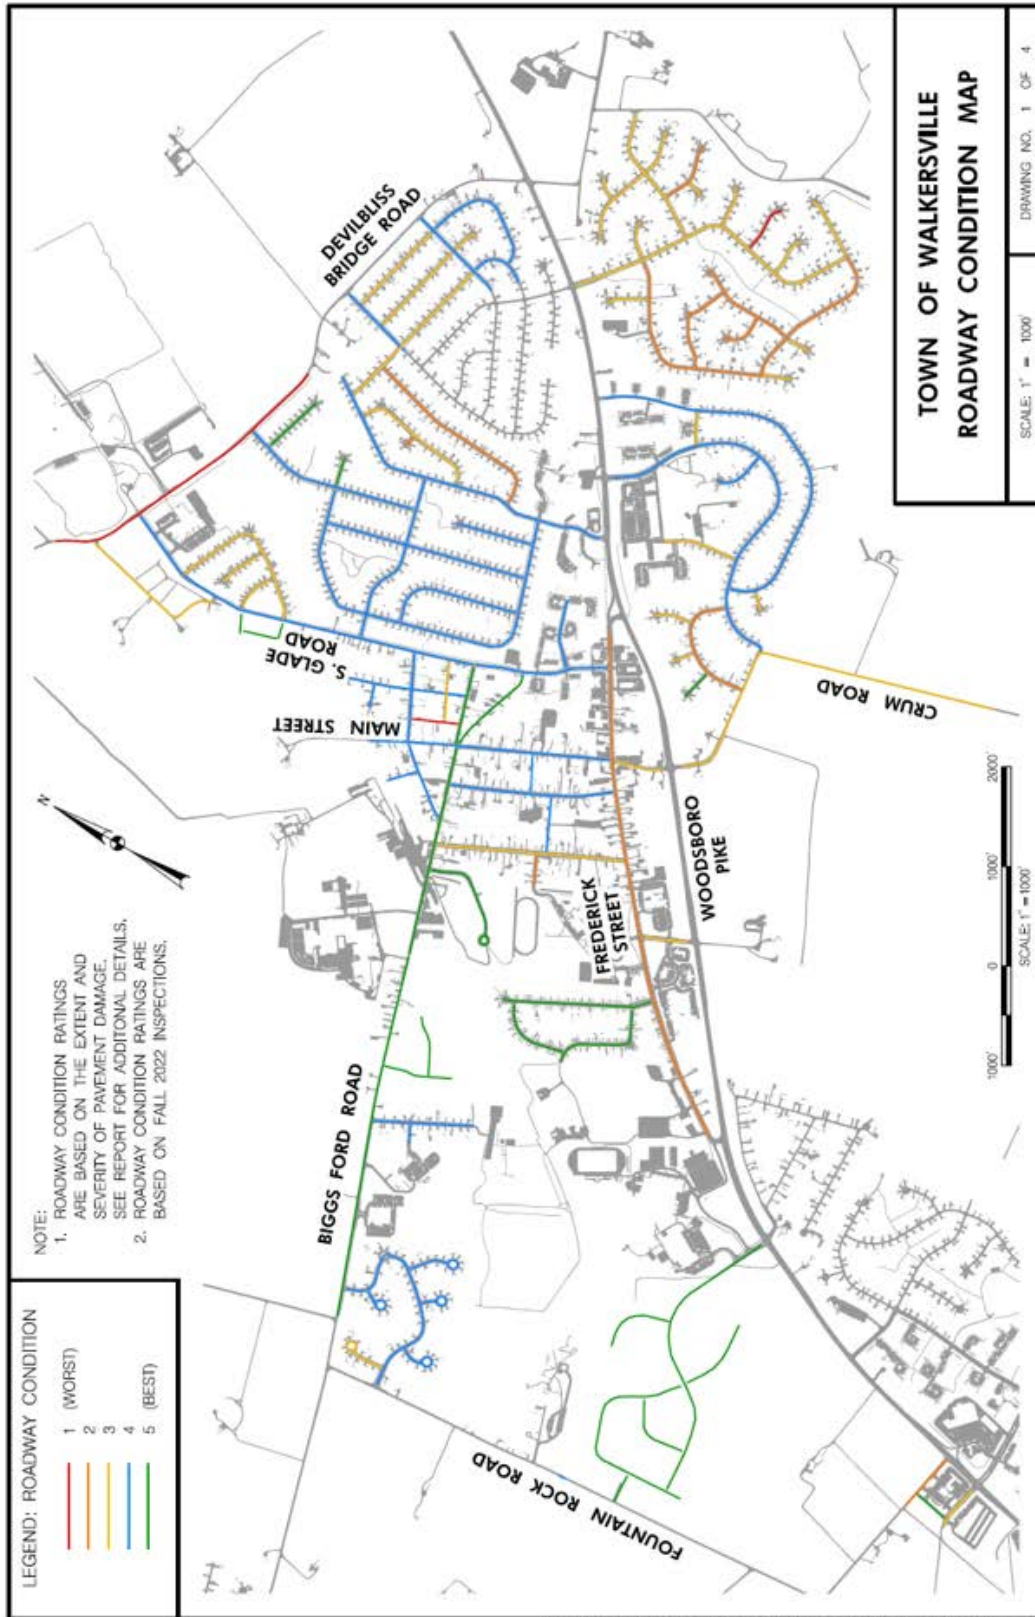 TOWN OF WALKERSVILLE
ROADWAY CONDITION MAP
SCALE: 1" = 1000'
DRAWING NO. 1 OF 4
NOTE:
1. ROADWAY CONDITION RATINGS
ARE BASED ON THE EXTENT AND
SEVERITY OF PAVEMENT DAMAGE.
SEE REPORT FOR ADDITONAL DETAILS.
2. ROADWAY CONDITION RATINGS ARE
BASED ON FALL 2022 INSPECTIONS.
LEGEND: ROADWAY CONDITION
1 (WORST)
2
3
4
5 (BEST)
N
DEVILBLISS
BRIDGE ROAD
S. GLADE
ROAD
MAIN STREET
CRUM ROAD
FREDERICK
STREET
WOODSBORO
PIKE
BIGGS FORD ROAD
FOUNTAIN ROCK ROAD
1000' 0 1000' 2000'
SCALE: 1" = 1000'